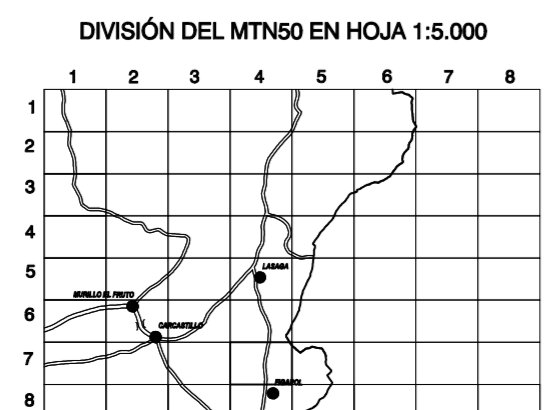 DIVISIÓN DEL MTN50 EN HOJA 1:5.000
1 2 3 4 5 6 7 8
1
2
3
4
5
LASAGA
MURILLO EL FRUTO
6
CARCASTILLO
7
8
FIGAROL